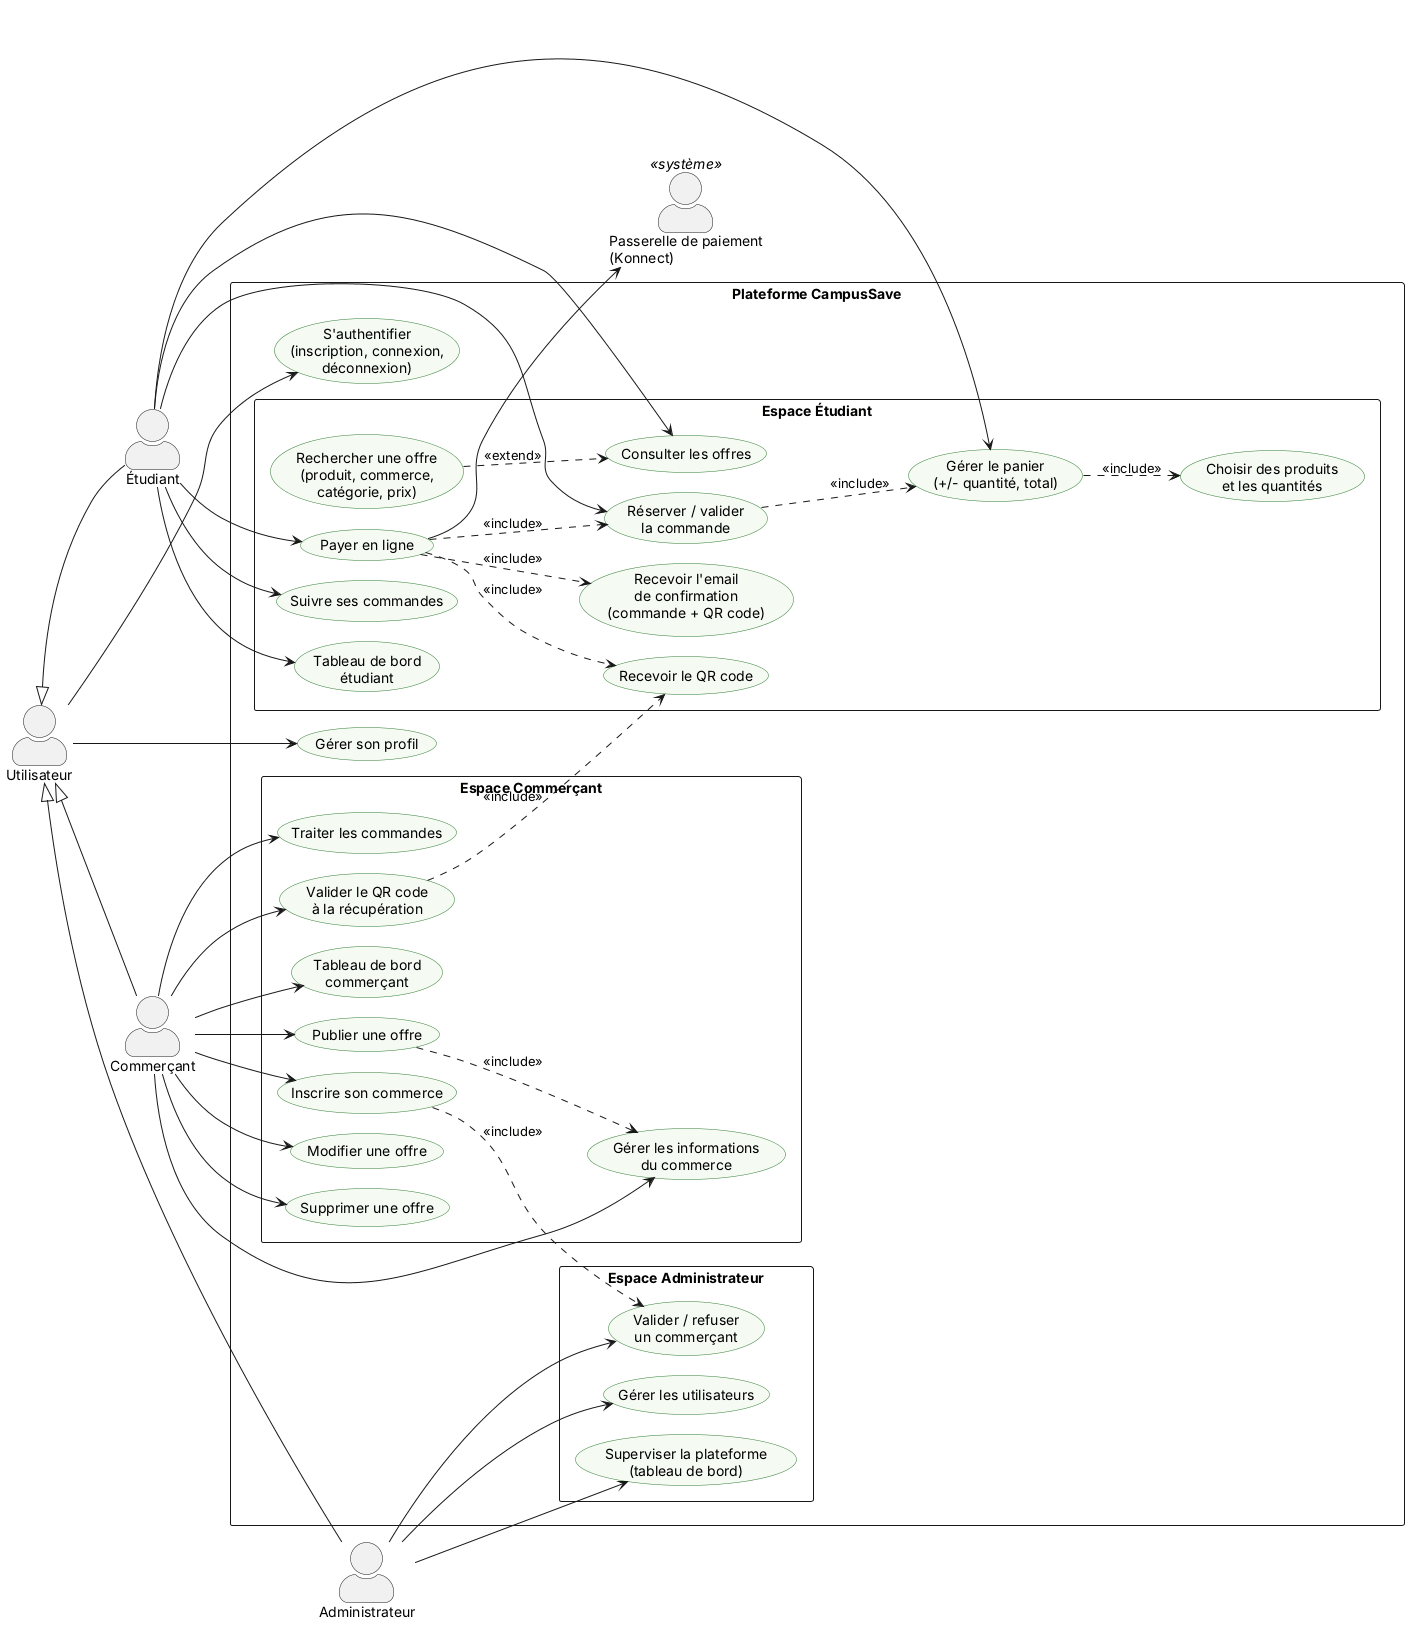 «système»
Passerelle de paiement
(Konnect)
Plateforme CampusSave
S'authentifier
(inscription, connexion,
déconnexion)
Étudiant
Espace Étudiant
Rechercher une offre
(produit, commerce,
catégorie, prix)
«extend»
Consulter les offres
Gérer le panier
(+/- quantité, total)
«include»
Choisir des produits
et les quantités
«include»
Réserver / valider
la commande
Payer en ligne
«include»
«include»
Recevoir l'email
de confirmation
(commande + QR code)
«include»
Suivre ses commandes
Tableau de bord
étudiant
Recevoir le QR code
Utilisateur
Gérer son profil
Espace Commerçant
«include»
Traiter les commandes
Valider le QR code
à la récupération
Tableau de bord
commerçant
Commerçant
Publier une offre
«include»
Inscrire son commerce
«include»
Modifier une offre
Gérer les informations
du commerce
Supprimer une offre
Espace Administrateur
Valider / refuser
un commerçant
Gérer les utilisateurs
Superviser la plateforme
(tableau de bord)
Administrateur